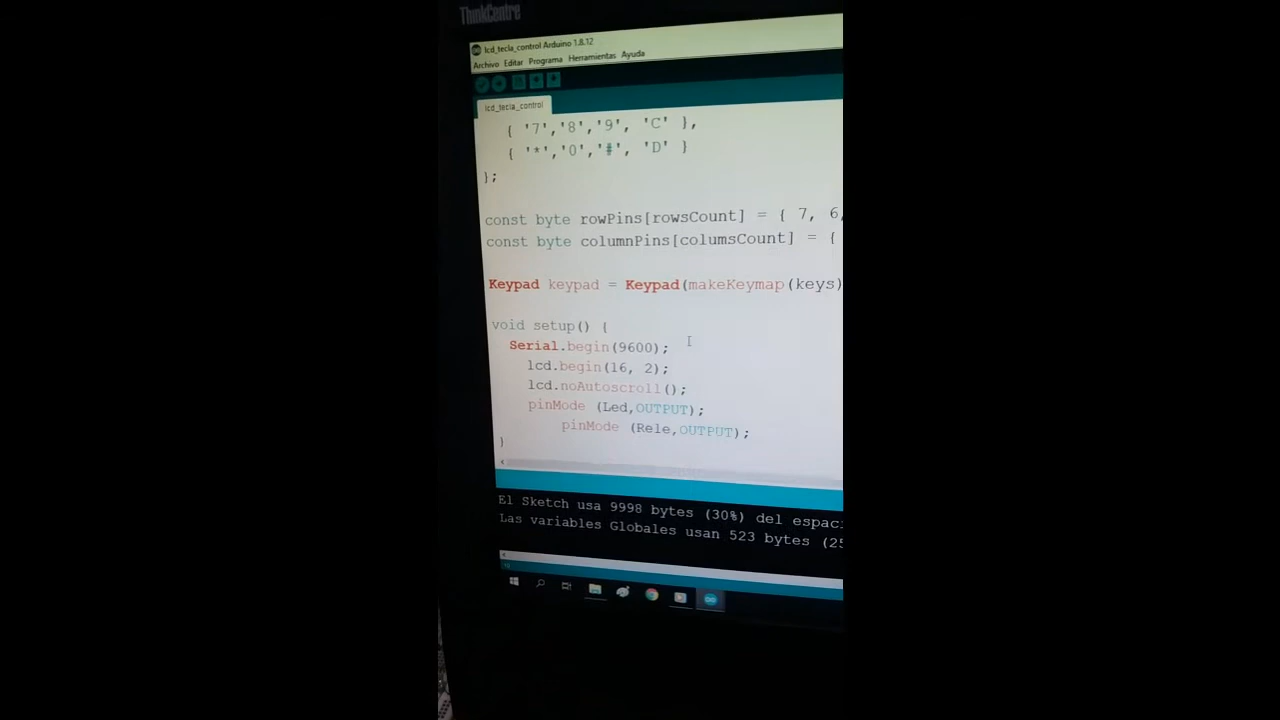 ThinkCentre
lcd_tecla_control Arduino 1.8.12
Archivo Editar Programa Herramientas Ayuda
lcd_tecla_control
{ '7','8','9', 'C' },
{ '*','0','#', 'D' }
};
const byte rowPins[rowsCount] = { 7, 6,
const byte columnPins[columsCount] = {
Keypad keypad = Keypad(makeKeymap(keys)
void setup() {
Serial.begin(9600);
lcd.begin(16, 2);
lcd.noAutoscroll();
pinMode (Led,OUTPUT);
pinMode (Rele,OUTPUT);
}
El Sketch usa 9998 bytes (30%) del espaci
Las variables Globales usan 523 bytes (25